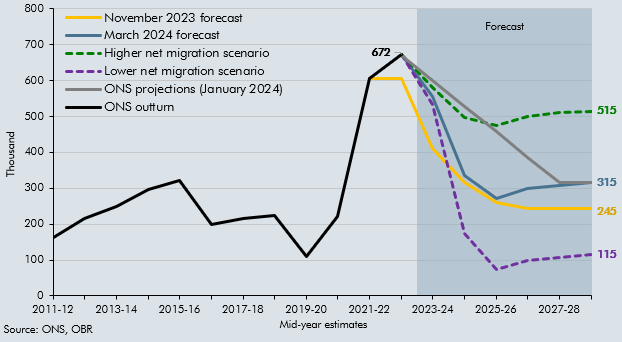 800
700
600
500
400
300
200
100
0
Thousand
November 2023 forecast
March 2024 forecast
Higher net migration scenario
Lower net migration scenario
ONS projections (January 2024)
ONS outturn
Forecast
672
515
315
245
115
2011-12 2013-14 2015-16 2017-18 2019-20 2021-22 2023-24 2025-26 2027-28
Mid-year estimates
Source: ONS, OBR